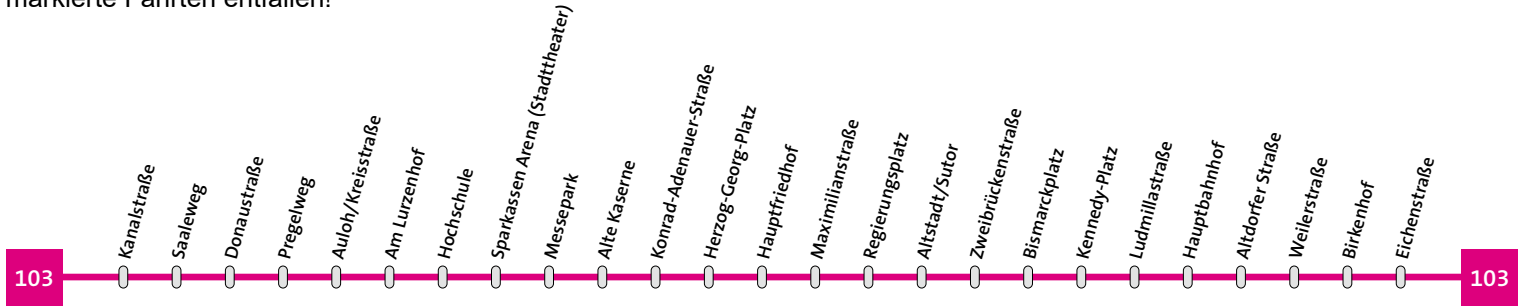 markierte Fahrten entfallen!
103
Kanalstraße
Saaleweg
Donaustraße
Pregelweg
Auloh/Kreisstraße
Am Lurzenhof
Hochschule
Sparkassen Arena (Stadttheater)
Messepark
Alte Kaserne
Konrad-Adenauer-Straße
Herzog-Georg-Platz
Hauptfriedhof
Maximilianstraße
Regierungsplatz
Altstadt/Sutor
Zweibrückenstraße
Bismarckplatz
Kennedy-Platz
Ludmillastraße
Hauptbahnhof
Altdorfer Straße
Weilerstraße
Birkenhof
Eichenstraße
103